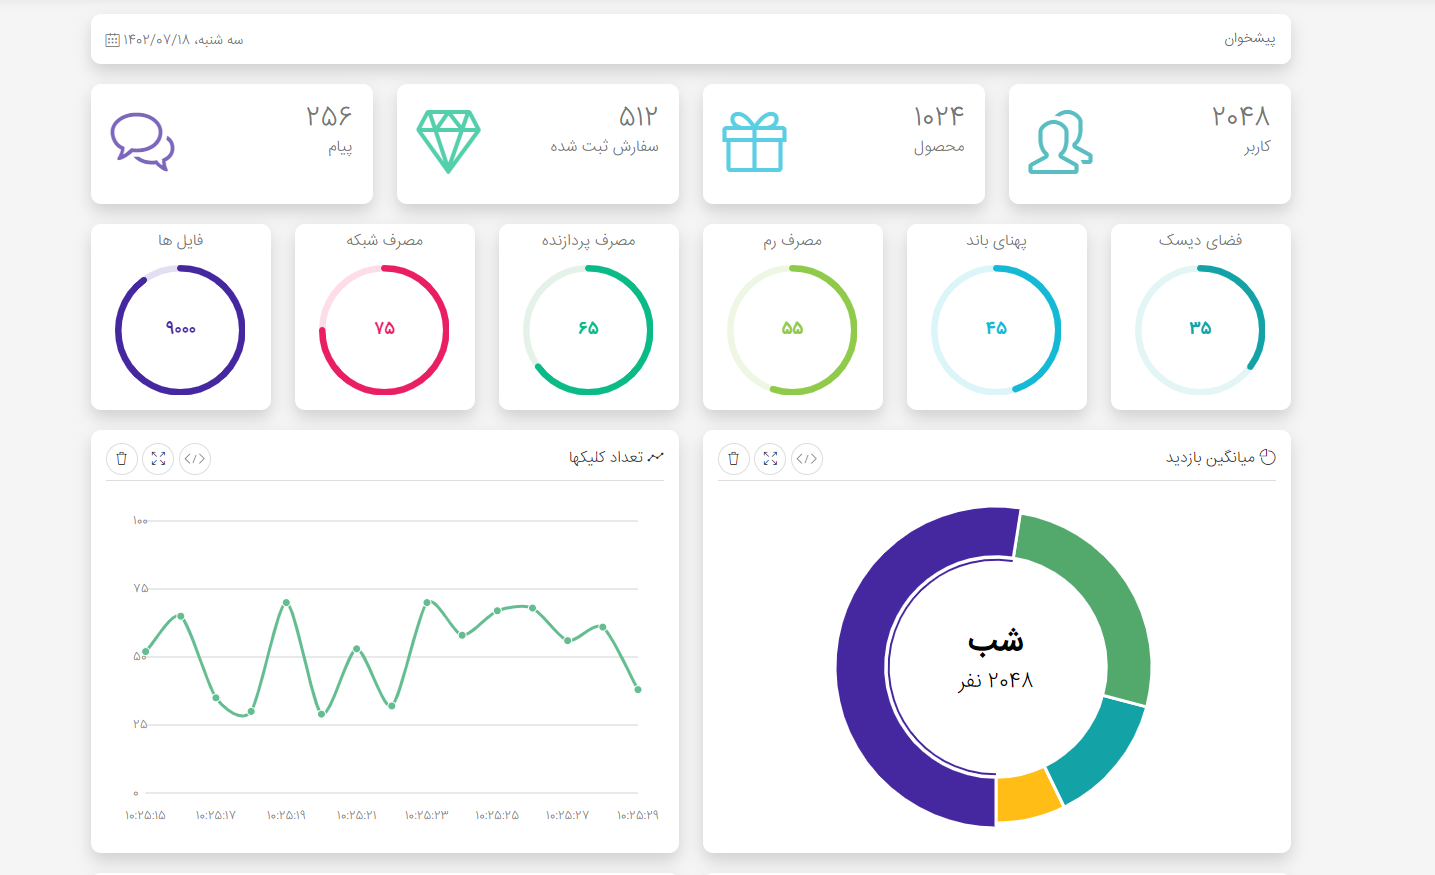 پیشخوان
سه شنبه، ۱۴۰۲/۰۷/۱۸
۲۰۴۸
کاربر
۱۰۲۴
محصول
۵۱۲
سفارش ثبت شده
۲۵۶
پیام
فضای دیسک
۳۵
پهنای باند
۴۵
مصرف رم
۵۵
مصرف پردازنده
۶۵
مصرف شبکه
۷۵
فایل ها
۹۰۰۰
میانگین بازدید
شب
۲۰۴۸ نفر
تعداد کلیکها
۱۰۰
۷۵
۵۰
۲۵
۰
۱۰:۲۵:۱۵ ۱۰:۲۵:۱۷ ۱۰:۲۵:۱۹ ۱۰:۲۵:۲۱ ۱۰:۲۵:۲۳ ۱۰:۲۵:۲۵ ۱۰:۲۵:۲۷ ۱۰:۲۵:۲۹